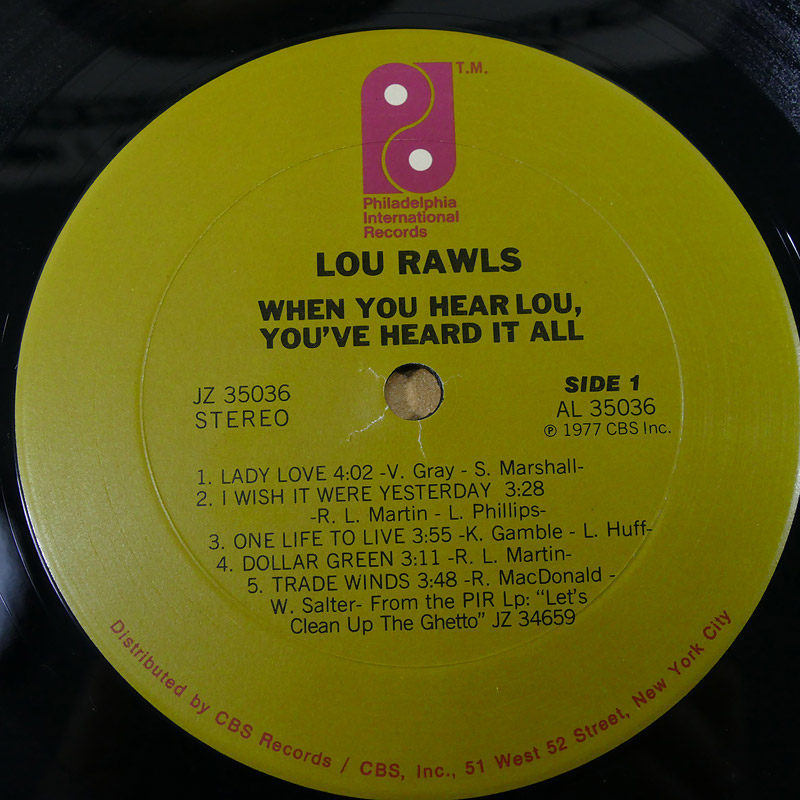 T.M.
Philadelphia
International
Records
LOU RAWLS
WHEN YOU HEAR LOU,
YOU'VE HEARD IT ALL
JZ 35036
STEREO
SIDE 1
AL 35036
Ⓟ 1977 CBS Inc.
1. LADY LOVE 4:02 -V. Gray - S. Marshall-
2. I WISH IT WERE YESTERDAY 3:28
-R. L. Martin - L. Phillips-
3. ONE LIFE TO LIVE 3:55 -K. Gamble - L. Huff-
4. DOLLAR GREEN 3:11 -R. L. Martin-
5. TRADE WINDS 3:48 -R. MacDonald -
W. Salter- From the PIR Lp: "Let's
Clean Up The Ghetto" JZ 34659
Distributed by CBS Records / CBS, Inc., 51 West 52 Street, New York City